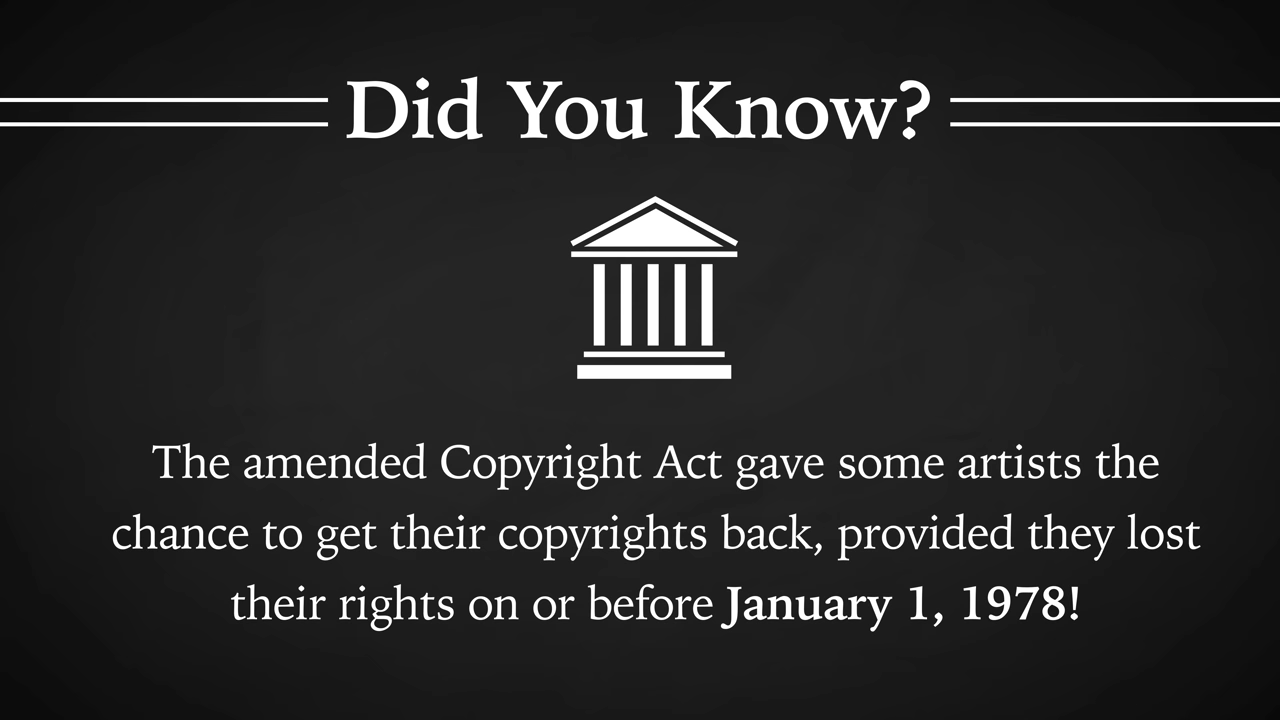 Did You Know?
The amended Copyright Act gave some artists the
chance to get their copyrights back, provided they lost
their rights on or before January 1, 1978!